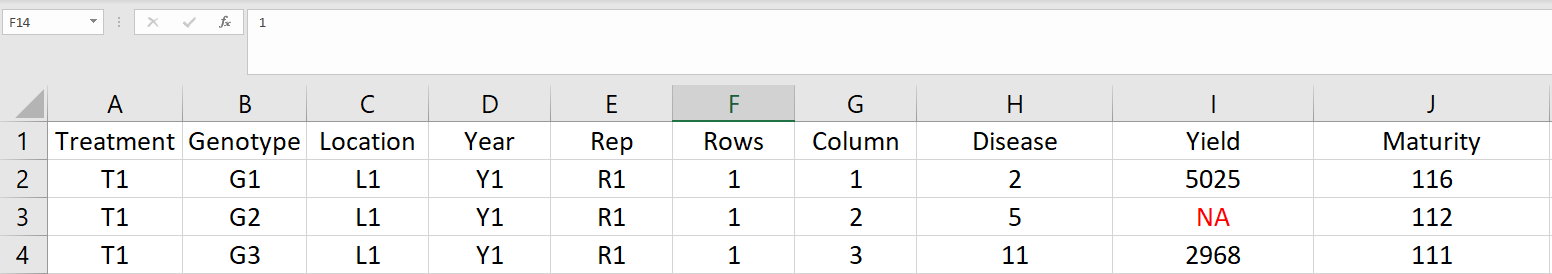 F14 fx 1
A B C D E F G H I J
1 Treatment Genotype Location Year Rep Rows Column Disease Yield Maturity
2 T1 G1 L1 Y1 R1 1 1 2 5025 116
3 T1 G2 L1 Y1 R1 1 2 5 NA 112
4 T1 G3 L1 Y1 R1 1 3 11 2968 111